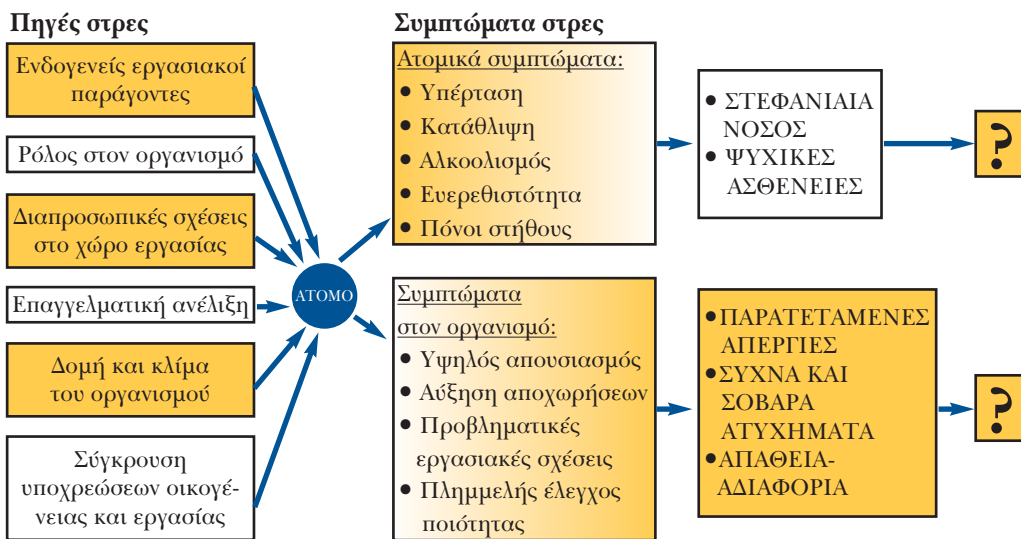 Πηγές στρες
Ενδογενείς εργασιακοί
παράγοντες
Ρόλος στον οργανισμό
Διαπροσωπικές σχέσεις
στο χώρο εργασίας
Επαγγελματική ανέλιξη
Δομή και κλίμα
του οργανισμού
Σύγκρουση
υποχρεώσεων οικογέ-
νειας και εργασίας
ΑΤΟΜΟ
Συμπτώματα στρες
Ατομικά συμπτώματα:
• Υπέρταση
• Κατάθλιψη
• Αλκοολισμός
• Ευερεθιστότητα
• Πόνοι στήθους
• ΣΤΕΦΑΝΙΑΙΑ
ΝΟΣΟΣ
• ΨΥΧΙΚΕΣ
ΑΣΘΕΝΕΙΕΣ
?
Συμπτώματα
στον οργανισμό:
• Υψηλός απουσιασμός
• Αύξηση αποχωρήσεων
• Προβληματικές
εργασιακές σχέσεις
• Πλημμελής έλεγχος
ποιότητας
• ΠΑΡΑΤΕΤΑΜΕΝΕΣ
ΑΠΕΡΓΙΕΣ
• ΣΥΧΝΑ ΚΑΙ
ΣΟΒΑΡΑ
ΑΤΥΧΗΜΑΤΑ
• ΑΠΑΘΕΙΑ-
ΑΔΙΑΦΟΡΙΑ
?